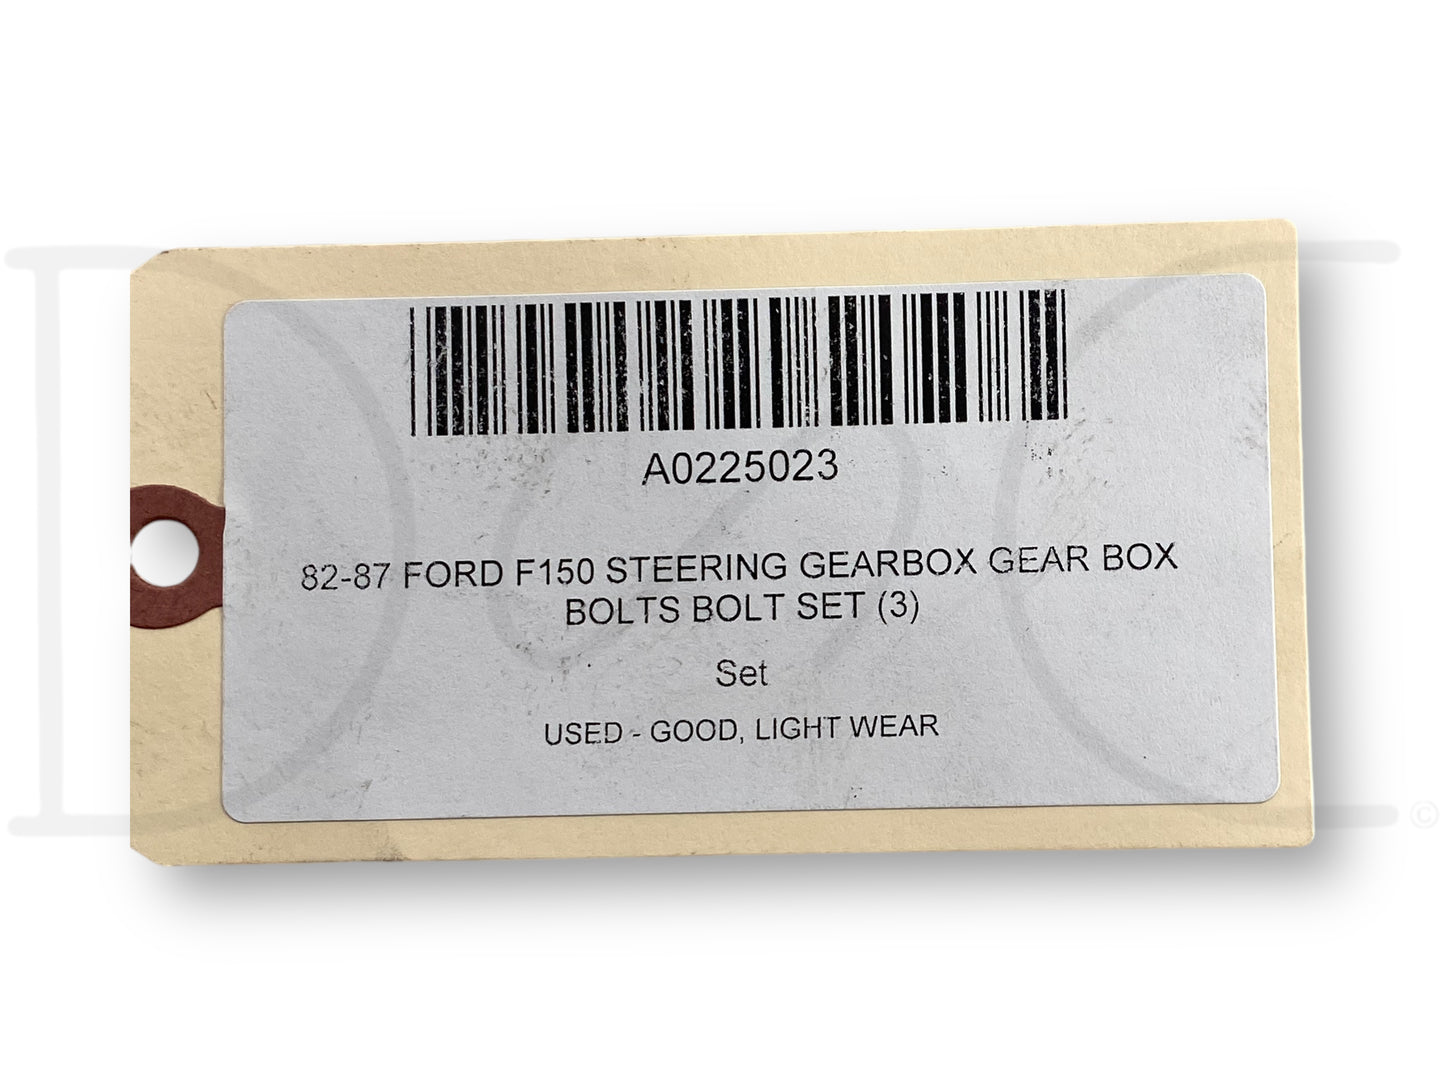 A0225023
82-87 FORD F150 STEERING GEARBOX GEAR BOX
BOLTS BOLT SET (3)
Set
USED - GOOD, LIGHT WEAR
©